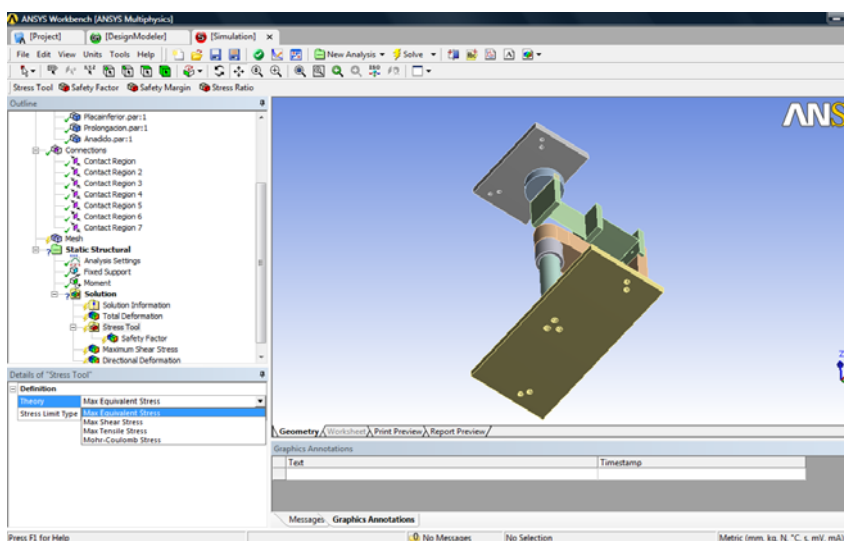 ANSYS Workbench [ANSYS Multiphysics]
[Project] [DesignModeler] [Simulation]
File Edit View Units Tools Help New Analysis Solve
Stress Tool Safety Factor Safety Margin Stress Ratio
Outline
Placainferior.par:1
Prolongacion.par:1
Anadido.par:1
Connections
Contact Region
Contact Region 2
Contact Region 3
Contact Region 4
Contact Region 5
Contact Region 6
Contact Region 7
Mesh
Static Structural
Analysis Settings
Fixed Support
Moment
Solution
Solution Information
Total Deformation
Stress Tool
Safety Factor
Maximum Shear Stress
Directional Deformation
Details of "Stress Tool"
Definition
Theory Max Equivalent Stress
Stress Limit Type Max Equivalent Stress
Max Shear Stress
Max Tensile Stress
Mohr-Coulomb Stress
ANS
Z
Geometry Worksheet Print Preview Report Preview
Graphics Annotations
Text Timestamp
Messages Graphics Annotations
Press F1 for Help No Messages No Selection Metric (mm, kg, N, °C, s, mV, mA)